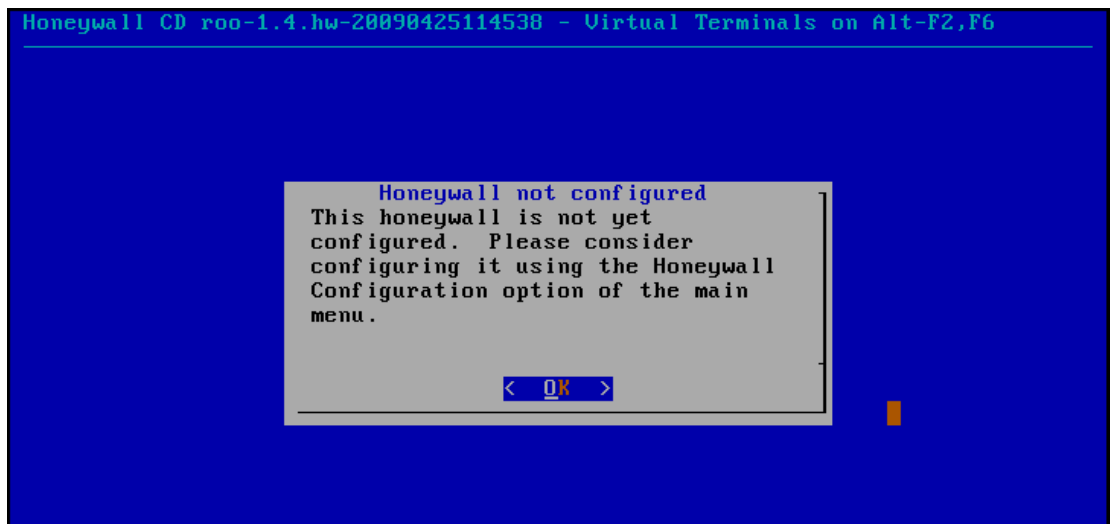 Honeywall CD roo-1.4.hw-20090425114538 - Virtual Terminals on Alt-F2,F6
Honeywall not configured
This honeywall is not yet
configured.  Please consider
configuring it using the Honeywall
Configuration option of the main
menu.
<  OK  >